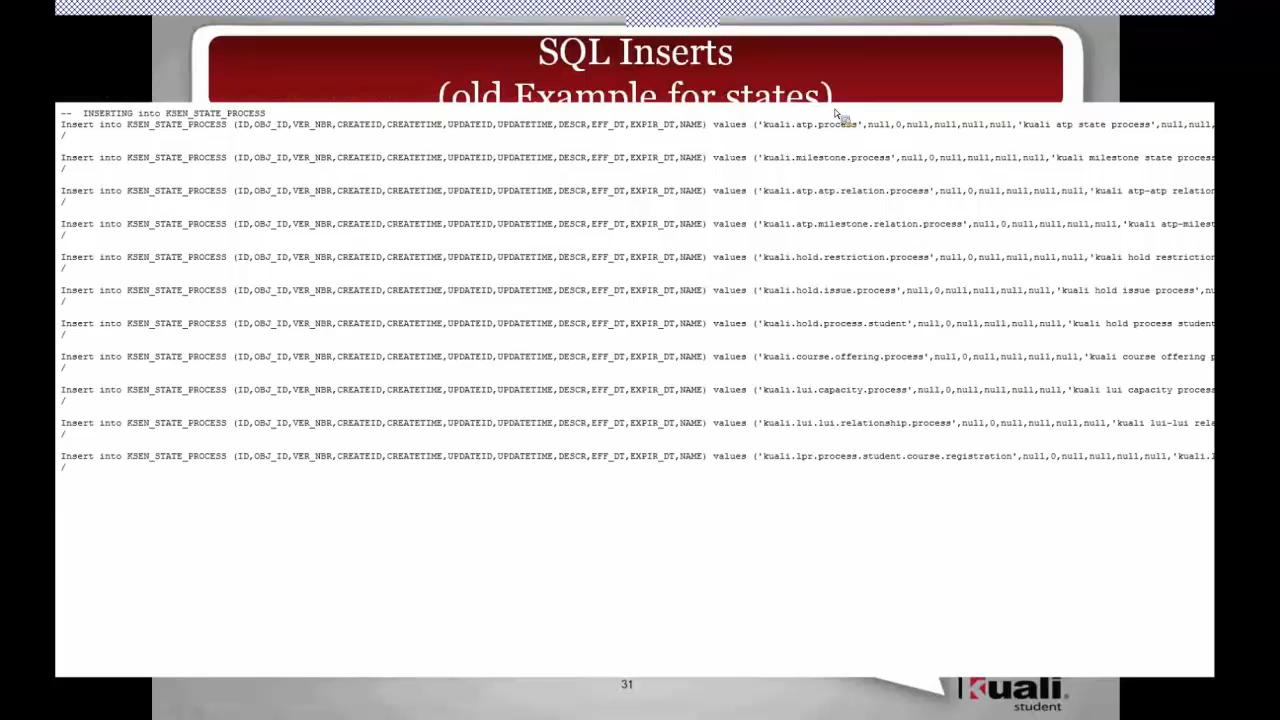 SQL Inserts
(old Example for states)
-- INSERTING into KSEN_STATE_PROCESS
Insert into KSEN_STATE_PROCESS (ID,OBJ_ID,VER_NBR,CREATEID,CREATETIME,UPDATEID,UPDATETIME,DESCR,EFF_DT,EXPIR_DT,NAME) values ('kuali.atp.process',null,0,null,null,null,null,'kuali atp state process',null,null,
/
Insert into KSEN_STATE_PROCESS (ID,OBJ_ID,VER_NBR,CREATEID,CREATETIME,UPDATEID,UPDATETIME,DESCR,EFF_DT,EXPIR_DT,NAME) values ('kuali.milestone.process',null,0,null,null,null,null,'kuali milestone state process
/
Insert into KSEN_STATE_PROCESS (ID,OBJ_ID,VER_NBR,CREATEID,CREATETIME,UPDATEID,UPDATETIME,DESCR,EFF_DT,EXPIR_DT,NAME) values ('kuali.atp.atp.relation.process',null,0,null,null,null,null,'kuali atp-atp relation
/
Insert into KSEN_STATE_PROCESS (ID,OBJ_ID,VER_NBR,CREATEID,CREATETIME,UPDATEID,UPDATETIME,DESCR,EFF_DT,EXPIR_DT,NAME) values ('kuali.atp.milestone.relation.process',null,0,null,null,null,null,'kuali atp-milest
/
Insert into KSEN_STATE_PROCESS (ID,OBJ_ID,VER_NBR,CREATEID,CREATETIME,UPDATEID,UPDATETIME,DESCR,EFF_DT,EXPIR_DT,NAME) values ('kuali.hold.restriction.process',null,0,null,null,null,null,'kuali hold restriction
/
Insert into KSEN_STATE_PROCESS (ID,OBJ_ID,VER_NBR,CREATEID,CREATETIME,UPDATEID,UPDATETIME,DESCR,EFF_DT,EXPIR_DT,NAME) values ('kuali.hold.issue.process',null,0,null,null,null,null,'kuali hold issue process',nu
/
Insert into KSEN_STATE_PROCESS (ID,OBJ_ID,VER_NBR,CREATEID,CREATETIME,UPDATEID,UPDATETIME,DESCR,EFF_DT,EXPIR_DT,NAME) values ('kuali.hold.process.student',null,0,null,null,null,null,'kuali hold process student
/
Insert into KSEN_STATE_PROCESS (ID,OBJ_ID,VER_NBR,CREATEID,CREATETIME,UPDATEID,UPDATETIME,DESCR,EFF_DT,EXPIR_DT,NAME) values ('kuali.course.offering.process',null,0,null,null,null,null,'kuali course offering p
/
Insert into KSEN_STATE_PROCESS (ID,OBJ_ID,VER_NBR,CREATEID,CREATETIME,UPDATEID,UPDATETIME,DESCR,EFF_DT,EXPIR_DT,NAME) values ('kuali.lui.capacity.process',null,0,null,null,null,null,'kuali lui capacity process
/
Insert into KSEN_STATE_PROCESS (ID,OBJ_ID,VER_NBR,CREATEID,CREATETIME,UPDATEID,UPDATETIME,DESCR,EFF_DT,EXPIR_DT,NAME) values ('kuali.lui.lui.relationship.process',null,0,null,null,null,null,'kuali lui-lui rela
/
Insert into KSEN_STATE_PROCESS (ID,OBJ_ID,VER_NBR,CREATEID,CREATETIME,UPDATEID,UPDATETIME,DESCR,EFF_DT,EXPIR_DT,NAME) values ('kuali.lpr.process.student.course.registration',null,0,null,null,null,null,'kuali.l
/
31
kuali
student